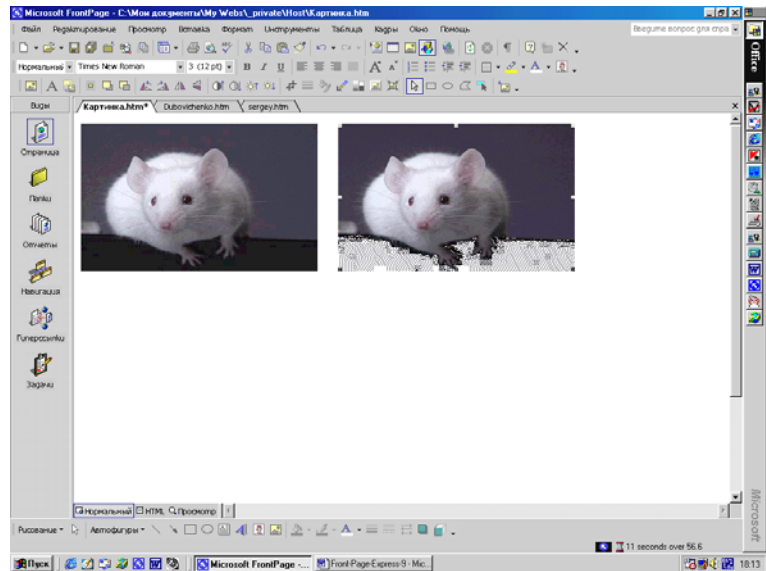 Microsoft FrontPage - C:\Мои документы\My Webs\_private\Host\Картинка.htm
Файл Редактирование Просмотр Вставка Формат Инструменты Таблица Кадры Окно Помощь
Введите вопрос для спра
Нормальный Times New Roman 3 (12 pt)
Виды
Картинка.htm* Dubovichenko.htm sergey.htm
Страница
Папки
Отчеты
Навигация
Гиперссылки
Задачи
Office
Microsoft
Нормальный HTML Просмотр
Рисование Автофигуры
11 seconds over 56.6
Пуск Microsoft FrontPage -... Front-Page-Express-9 - Mic... 18:13